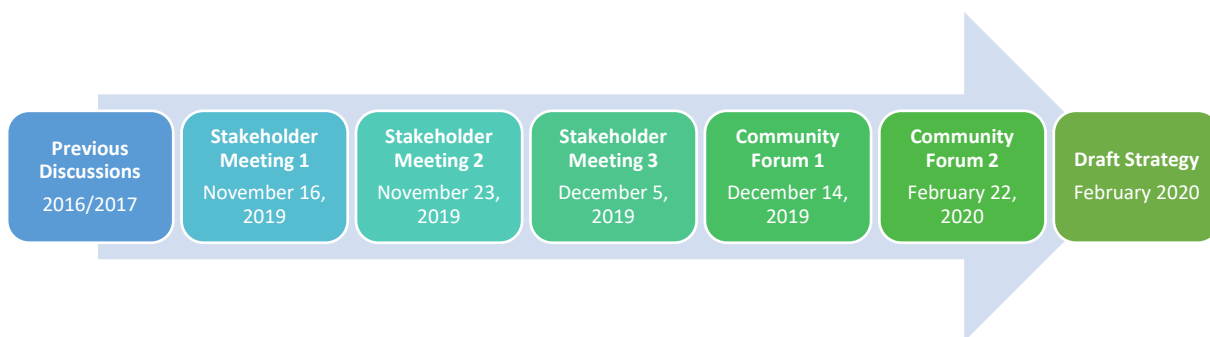 Previous
Discussions
2016/2017
Stakeholder
Meeting 1
November 16,
2019
Stakeholder
Meeting 2
November 23,
2019
Stakeholder
Meeting 3
December 5,
2019
Community
Forum 1
December 14,
2019
Community
Forum 2
February 22,
2020
Draft Strategy
February 2020